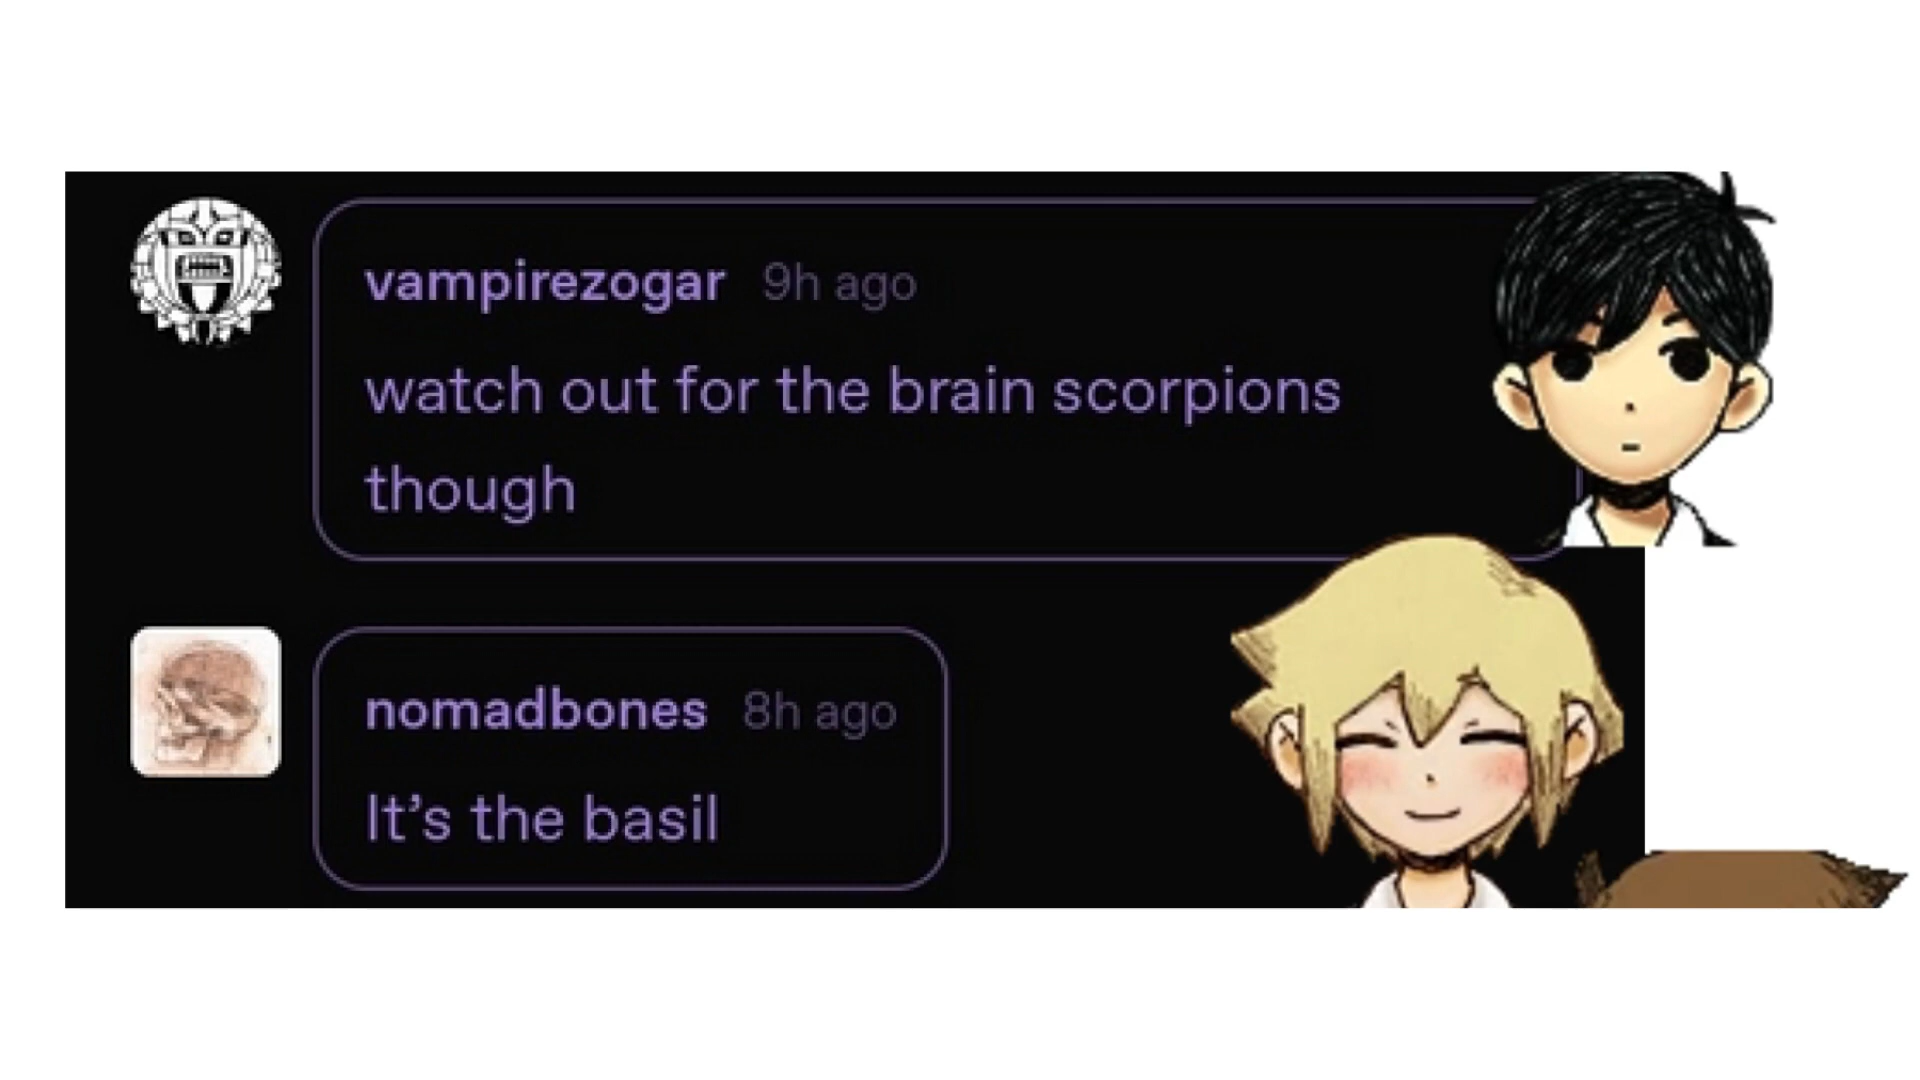 vampirezogar 9h ago
watch out for the brain scorpions
though
nomadbones 8h ago
It’s the basil